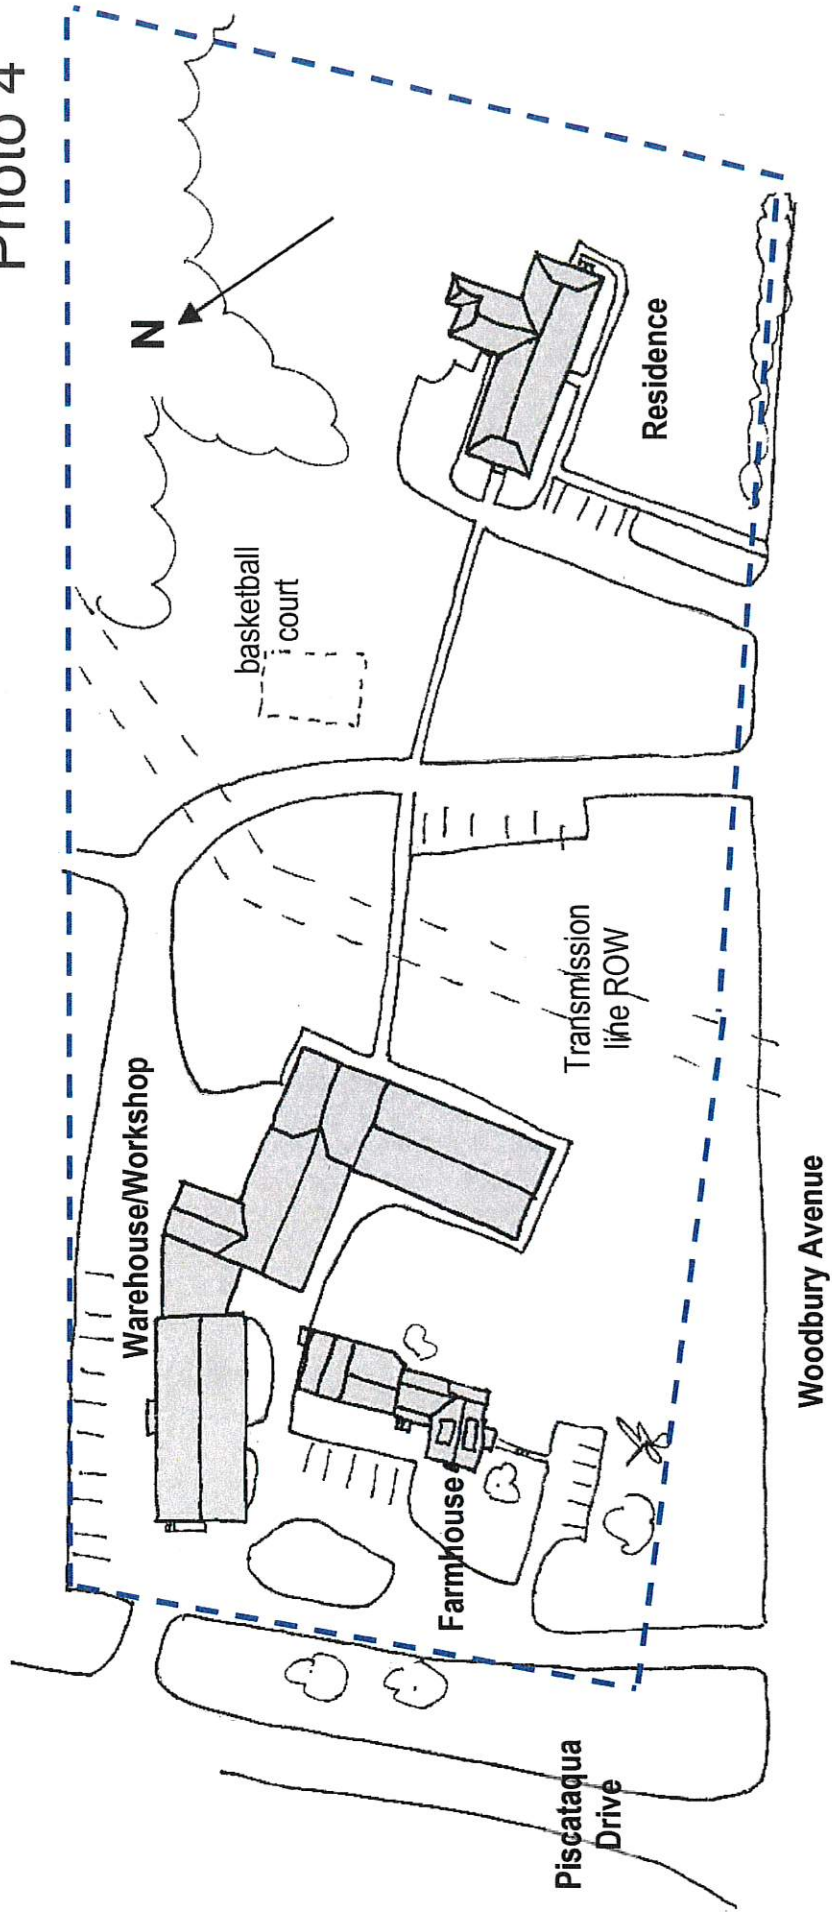 Photo 4
N
basketball
court
Residence
Warehouse/Workshop
Transmission
line ROW
Farmhouse
Piscataqua
Drive
Woodbury Avenue